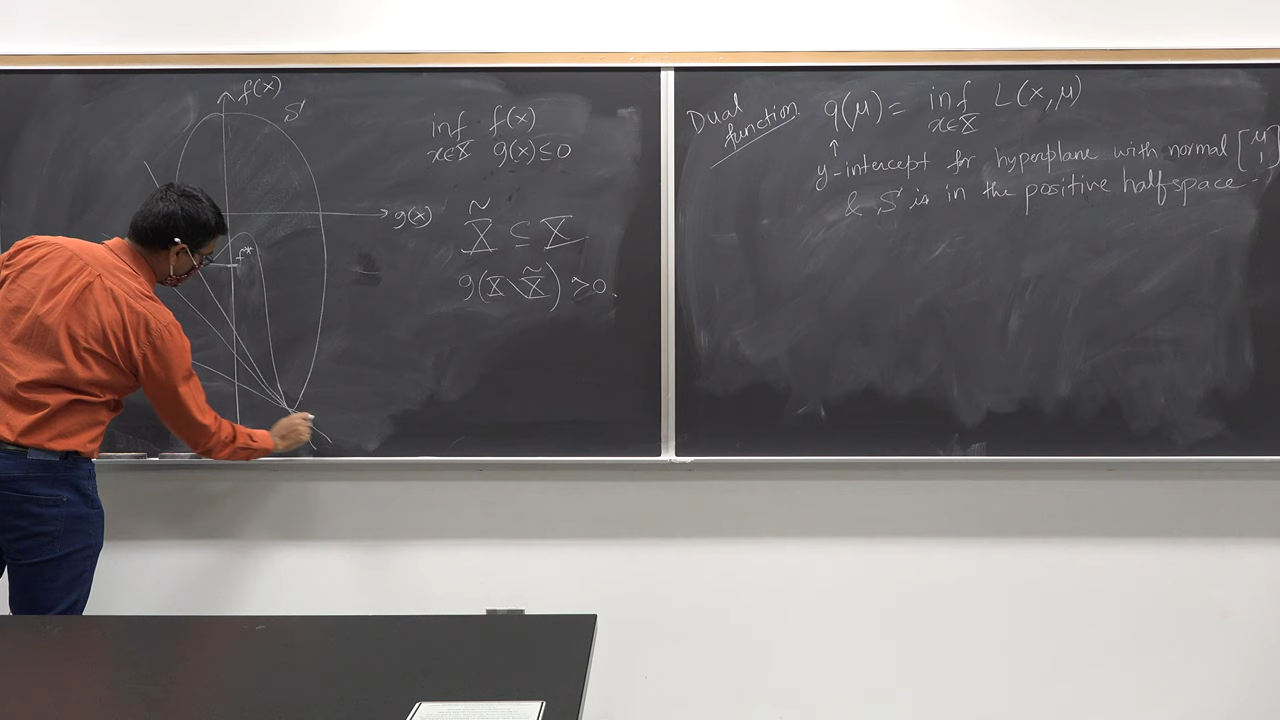 f(x)
S
g(x)
f*
inf f(x)
x∈X g(x)≤0
X̃ ⊆ X
g(X\X̃) >0.
Dual function q(μ) = inf L(x,μ)
x∈X
↑
y-intercept for hyperplane with normal [μ 1]
& S is in the positive halfspace.